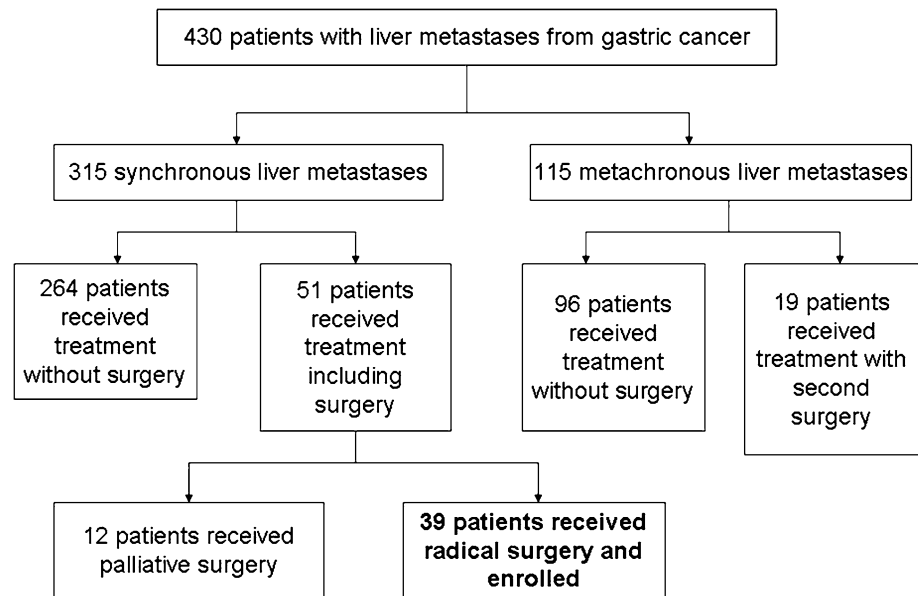 430 patients with liver metastases from gastric cancer
315 synchronous liver metastases
115 metachronous liver metastases
264 patients
received
treatment
without surgery
51 patients
received
treatment
including
surgery
96 patients
received
treatment
without surgery
19 patients
received
treatment with
second
surgery
12 patients received
palliative surgery
39 patients received
radical surgery and
enrolled